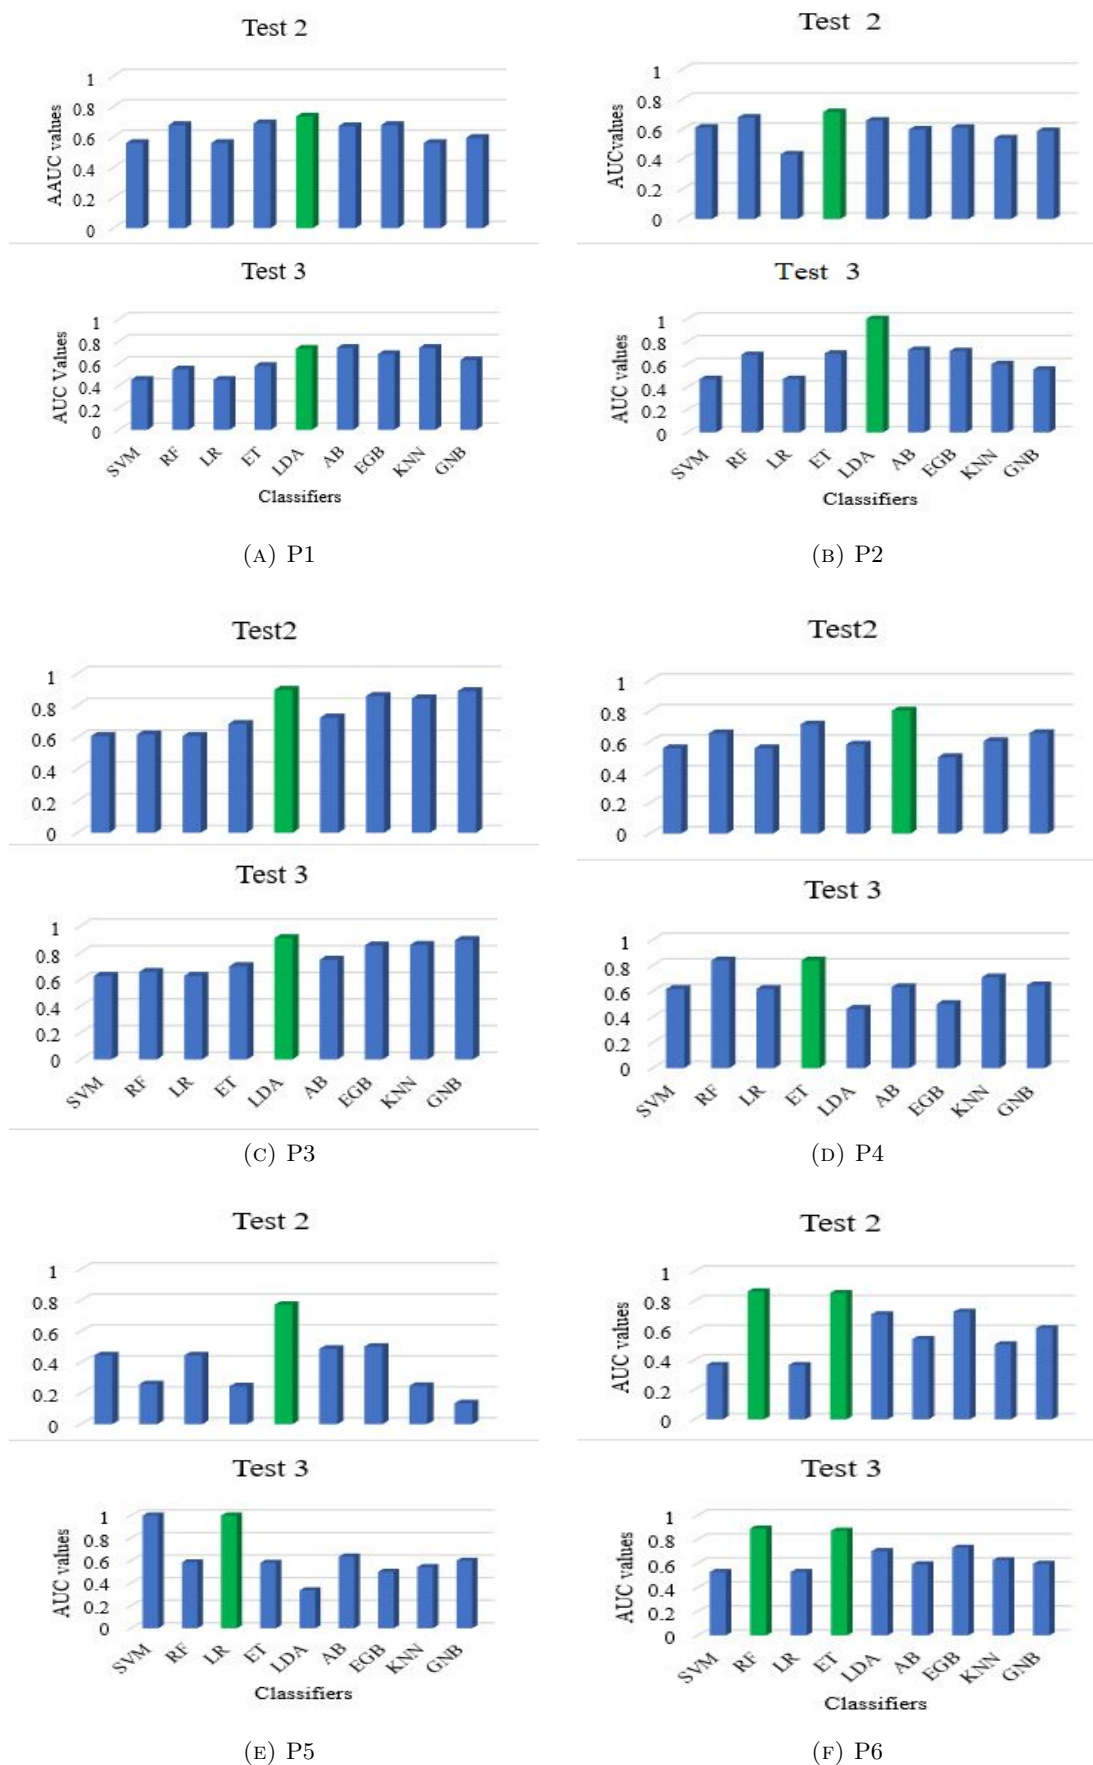 Test 2
AAUC values
1
0.8
0.6
0.4
0.2
0
Test 3
AUC Values
1
0.8
0.6
0.4
0.2
0
SVM RF LR ET LDA AB EGB KNN GNB
Classifiers
(A) P1
Test 2
AUCvalues
1
0.8
0.6
0.4
0.2
0
Test 3
AUC values
1
0.8
0.6
0.4
0.2
0
SVM RF LR ET LDA AB EGB KNN GNB
Classifiers
(B) P2
Test2
1
0.8
0.6
0.4
0.2
0
Test 3
1
0.8
0.6
0.4
0.2
0
SVM RF LR ET LDA AB EGB KNN GNB
(C) P3
Test2
1
0.8
0.6
0.4
0.2
0
Test 3
1
0.8
0.6
0.4
0.2
0
SVM RF LR ET LDA AB EGB KNN GNB
(D) P4
Test 2
1
0.8
0.6
0.4
0.2
0
Test 3
AUC values
1
0.8
0.6
0.4
0.2
0
SVM RF LR ET LDA AB EGB KNN GNB
Classifiers
(E) P5
Test 2
AUC values
1
0.8
0.6
0.4
0.2
0
Test 3
AUC values
1
0.8
0.6
0.4
0.2
0
SVM RF LR ET LDA AB EGB KNN GNB
Classifiers
(F) P6